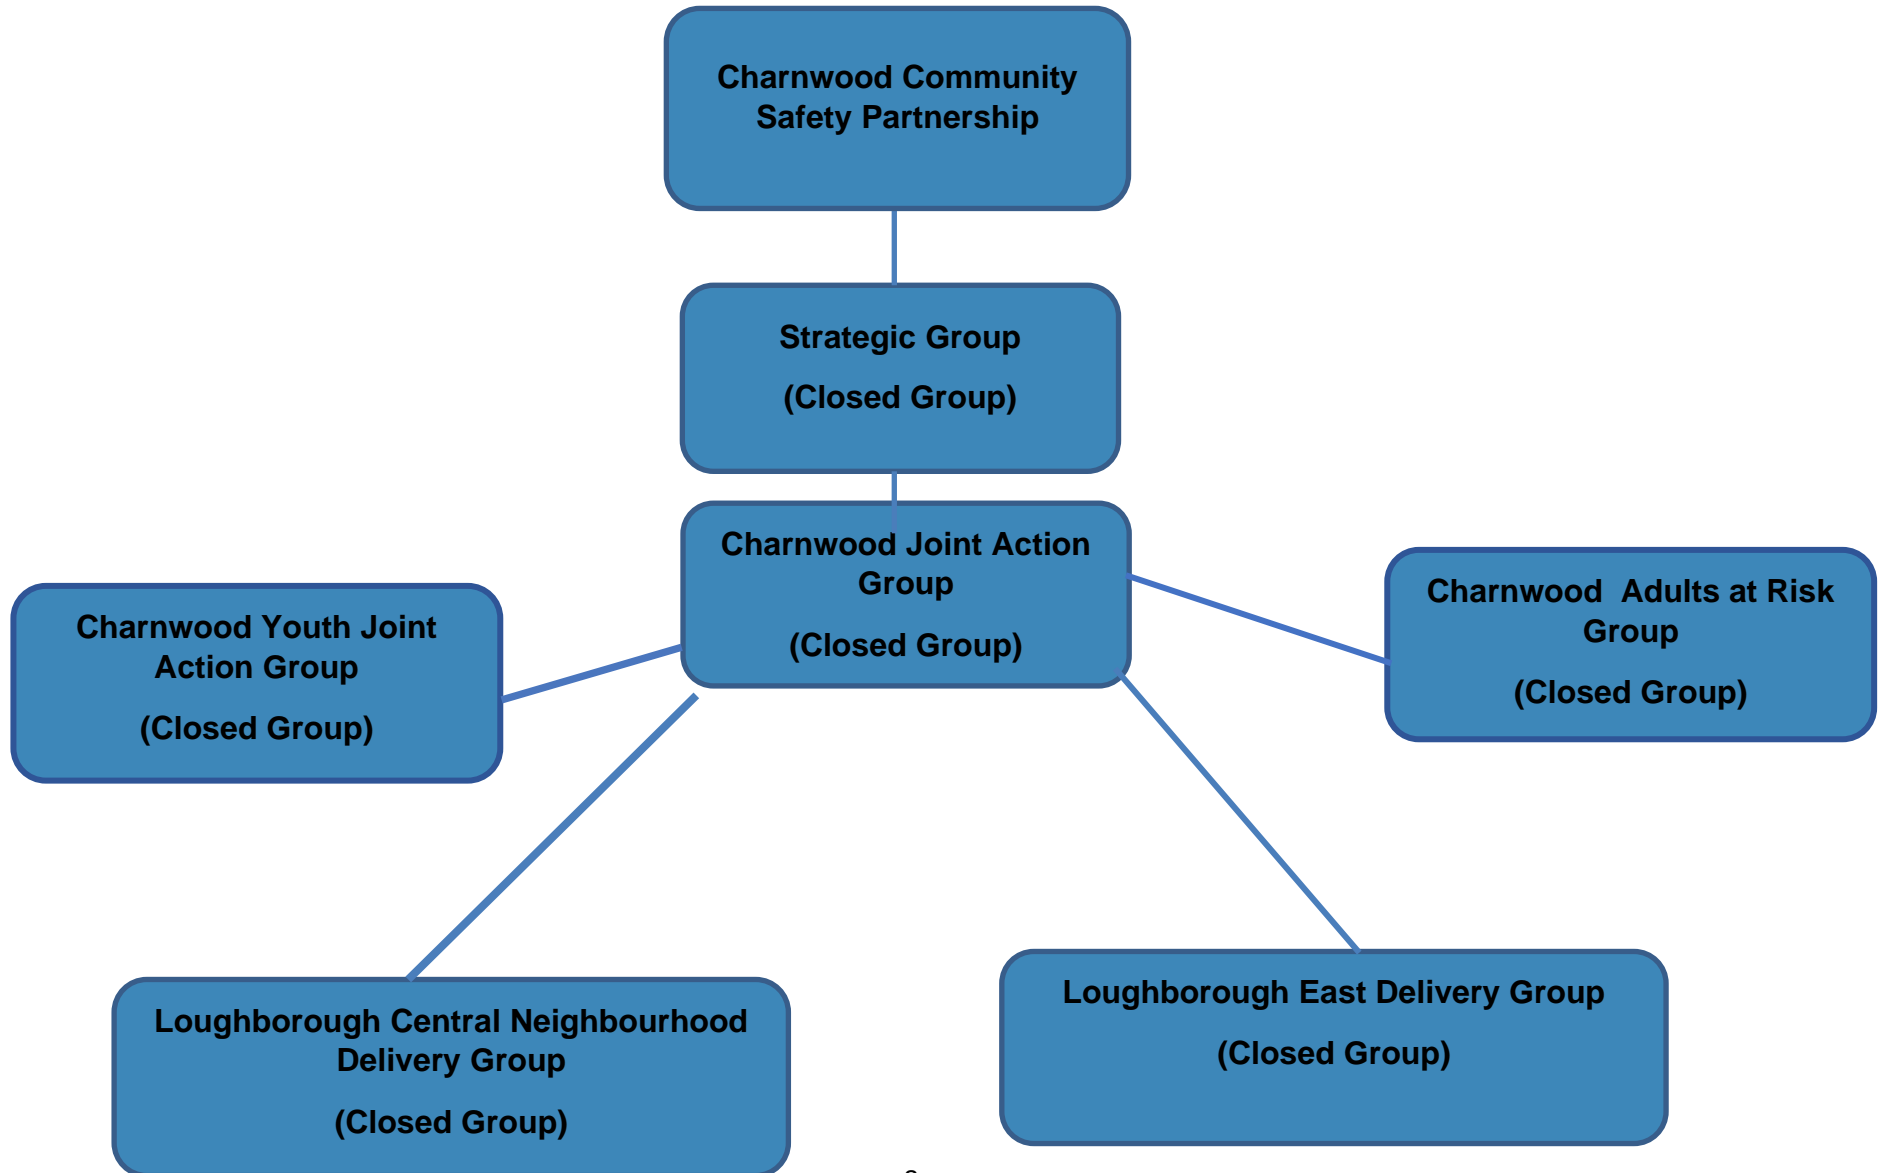 Charnwood Community
Safety Partnership
Strategic Group
(Closed Group)
Charnwood Joint Action
Group
(Closed Group)
Charnwood  Adults at Risk
Group
(Closed Group)
Charnwood Youth Joint
Action Group
(Closed Group)
Loughborough East Delivery Group
(Closed Group)
Loughborough Central Neighbourhood
Delivery Group
(Closed Group)